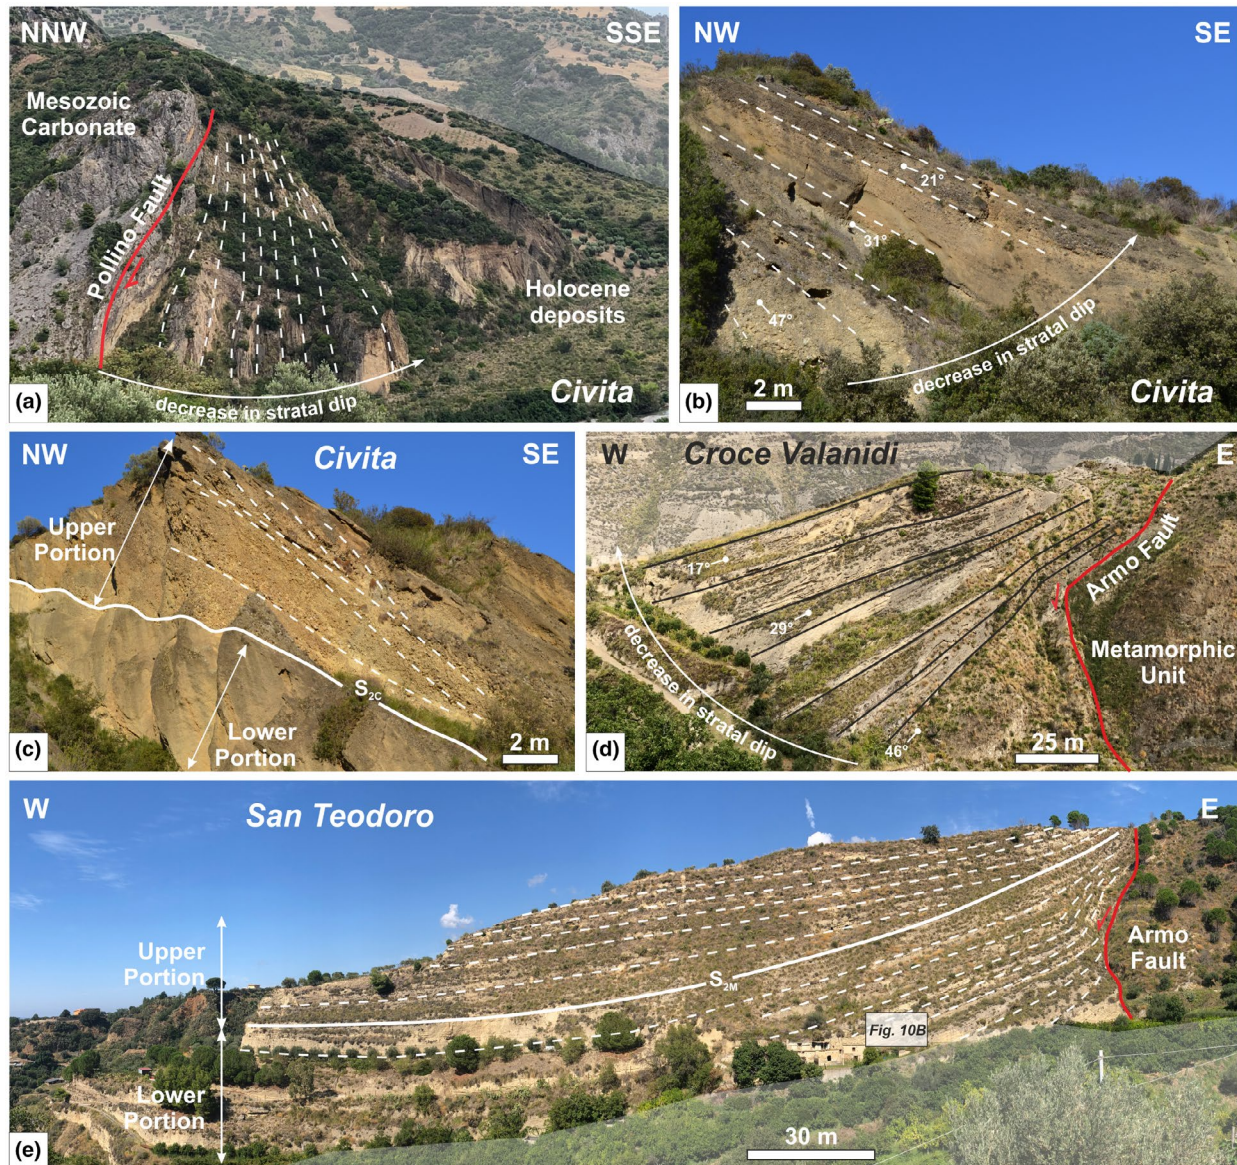 NNW
SSE
Mesozoic
Carbonate
Pollino Fault
Holocene
deposits
decrease in stratal dip
Civita
(a)
NW
SE
21°
31°
47°
decrease in stratal dip
2 m
Civita
(b)
NW
Civita
SE
Upper
Portion
S2C
Lower
Portion
2 m
(c)
W
Croce Valanidi
E
17°
Armo Fault
29°
Metamorphic
Unit
decrease in stratal dip
46°
25 m
(d)
W
San Teodoro
E
Upper
Portion
S2M
Armo
Fault
Fig. 10B
Lower
Portion
30 m
(e)